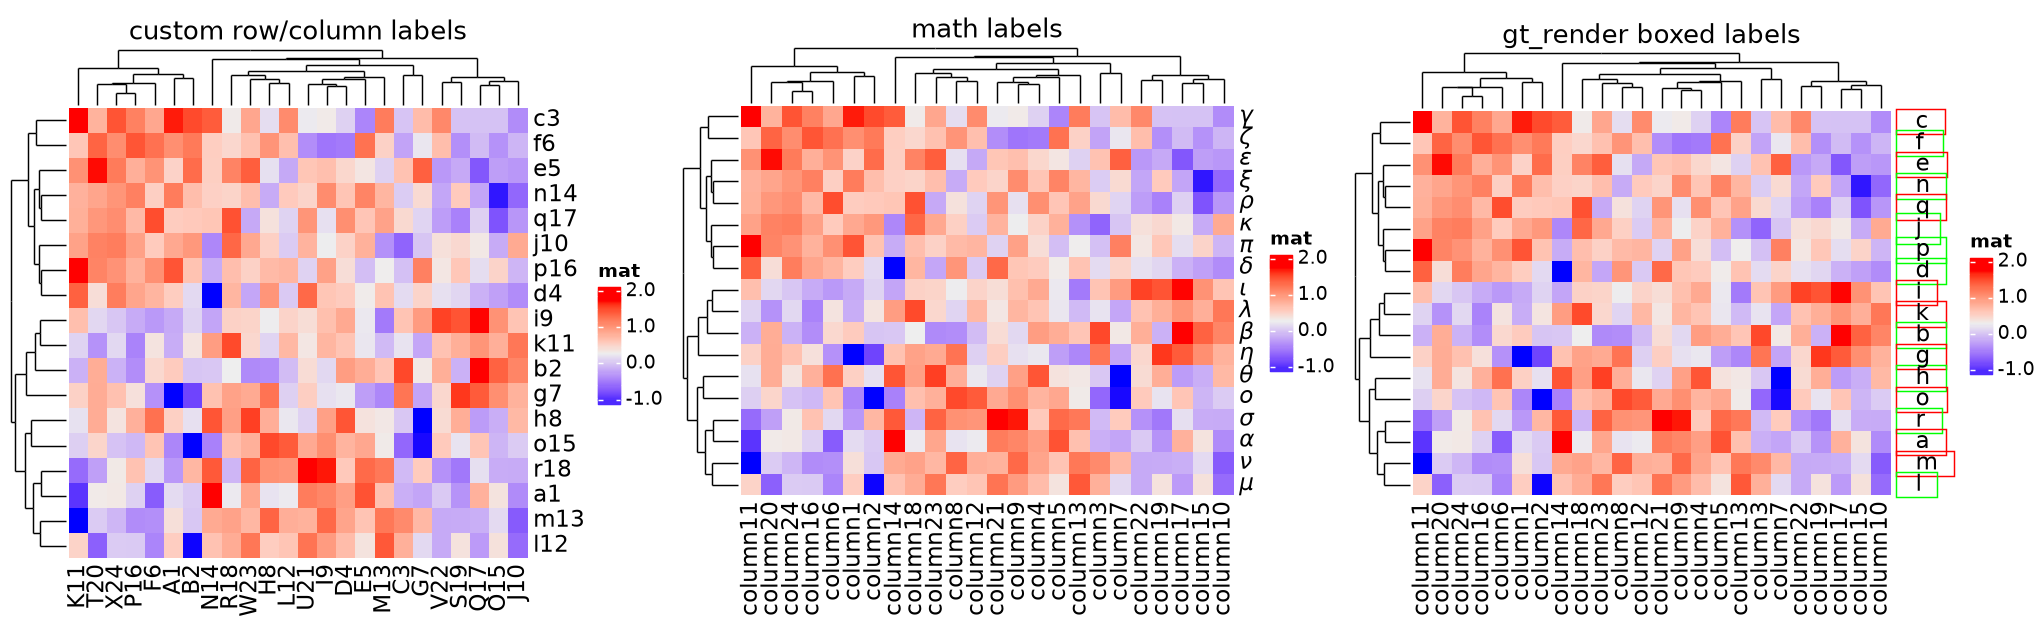 custom row/column labels
c3
f6
e5
n14
q17
j10
p16
d4
i9
k11
b2
g7
h8
o15
r18
a1
m13
l12
K11 T20 X24 P16 F6 A1 B2 N14 R18 W23 H8 L12 U21 I9 D4 E5 M13 C3 G7 V22 S19 Q17 O15 J10
mat
2.0
1.0
0.0
-1.0
math labels
γ
ζ
ε
ξ
ρ
κ
π
δ
ι
λ
β
η
θ
ο
σ
α
ν
μ
column11 column20 column24 column16 column6 column1 column2 column14 column18 column23 column8 column12 column21 column9 column4 column5 column13 column3 column7 column22 column19 column17 column15 column10
mat
2.0
1.0
0.0
-1.0
gt_render boxed labels
c
f
e
n
q
j
p
d
i
k
b
g
h
o
r
a
m
l
column11 column20 column24 column16 column6 column1 column2 column14 column18 column23 column8 column12 column21 column9 column4 column5 column13 column3 column7 column22 column19 column17 column15 column10
mat
2.0
1.0
0.0
-1.0